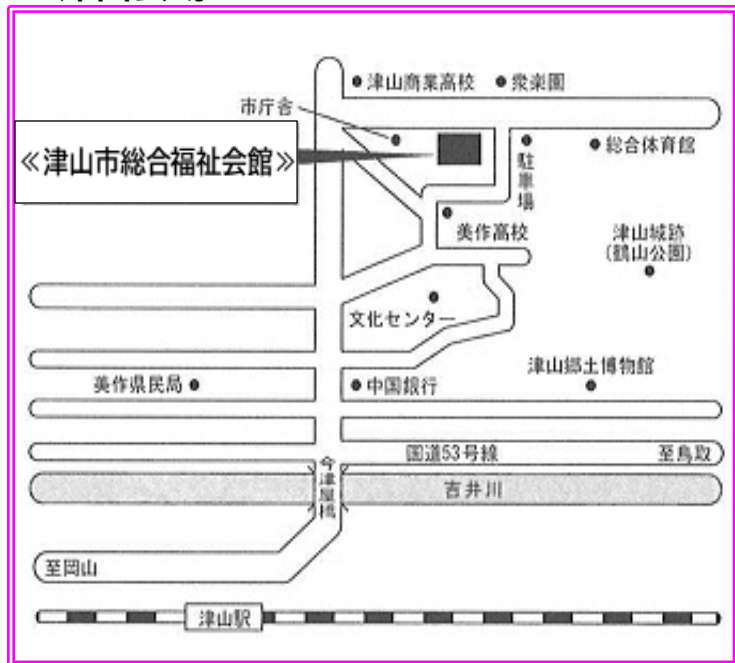 津山商業高校
衆楽園
市庁舎
≪津山市総合福祉会館≫
駐車場
総合体育館
美作高校
津山城跡
(鶴山公園)
文化センター
津山郷土博物館
美作県民局
中国銀行
国道53号線
至鳥取
今津屋橋
吉井川
至岡山
津山駅